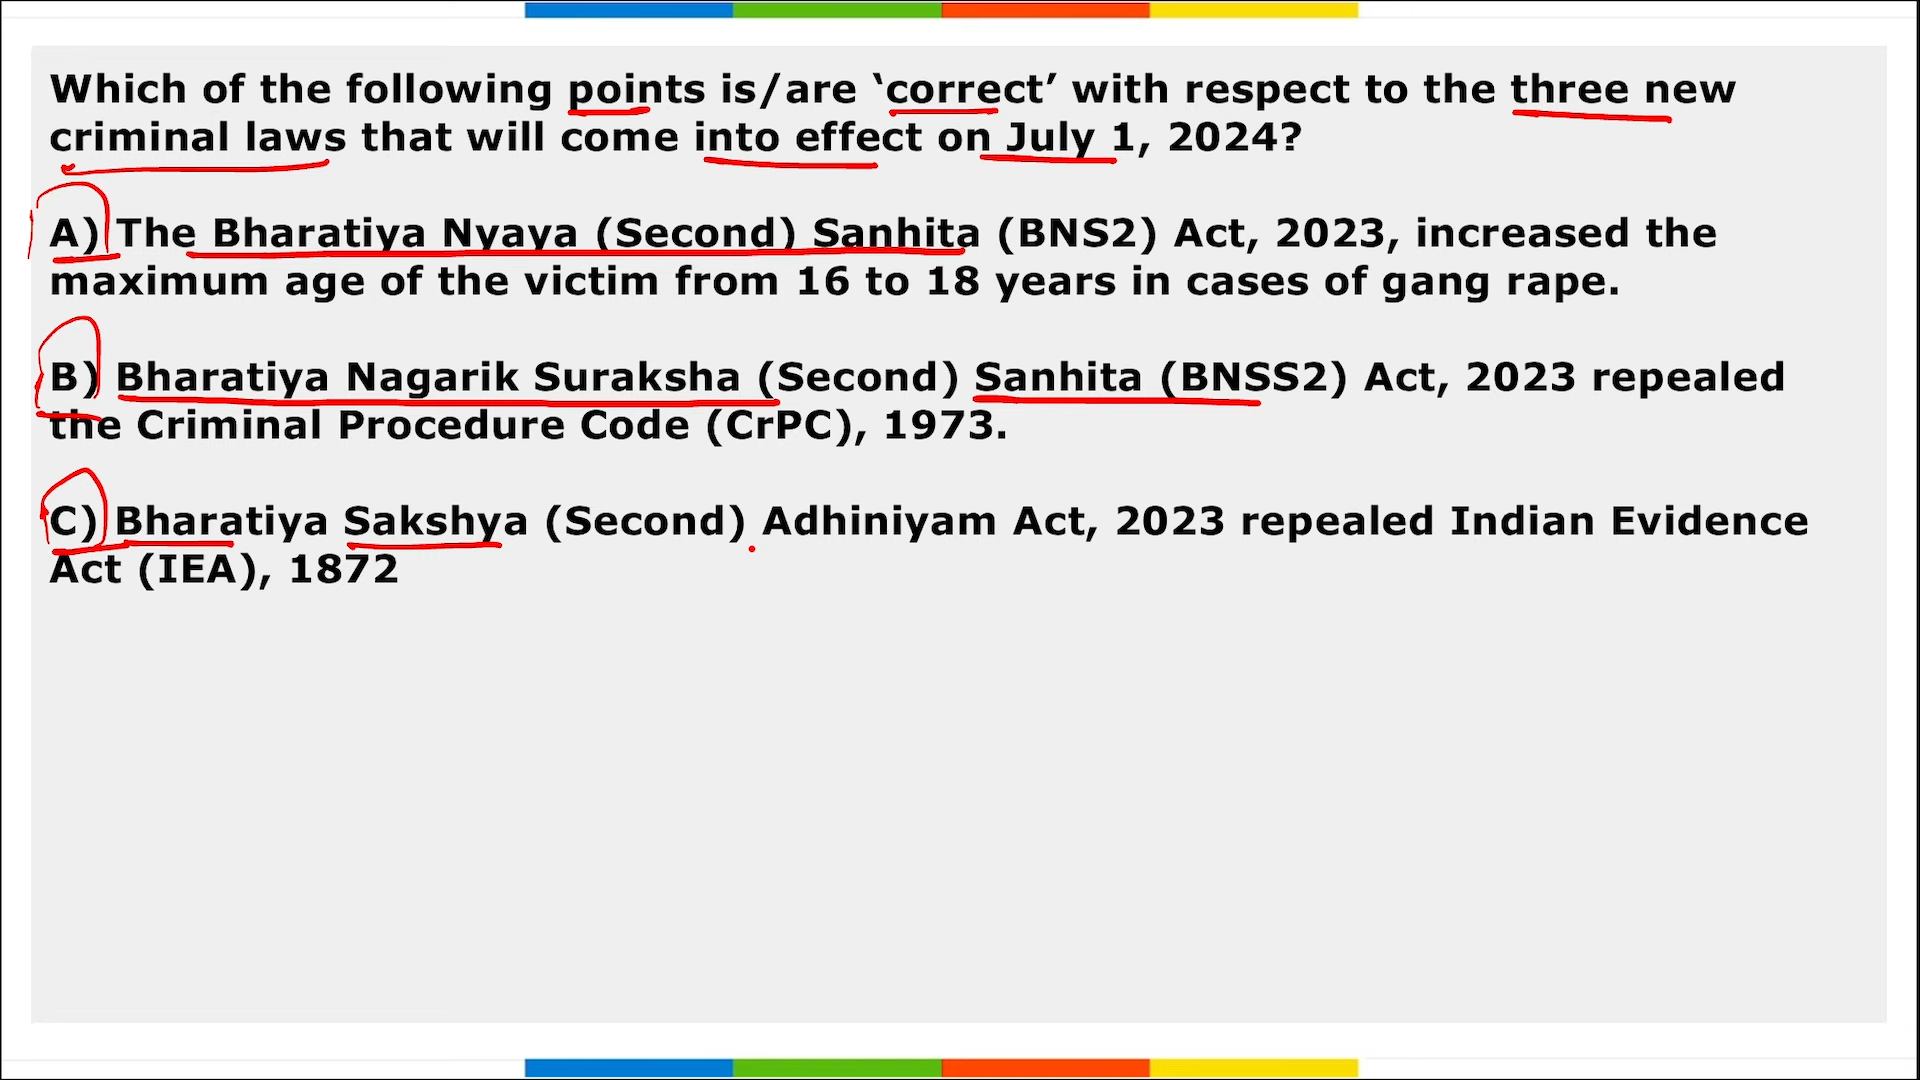 Which of the following points is/are ‘correct’ with respect to the three new
criminal laws that will come into effect on July 1, 2024?
A) The Bharatiya Nyaya (Second) Sanhita (BNS2) Act, 2023, increased the
maximum age of the victim from 16 to 18 years in cases of gang rape.
B) Bharatiya Nagarik Suraksha (Second) Sanhita (BNSS2) Act, 2023 repealed
the Criminal Procedure Code (CrPC), 1973.
C) Bharatiya Sakshya (Second) Adhiniyam Act, 2023 repealed Indian Evidence
Act (IEA), 1872